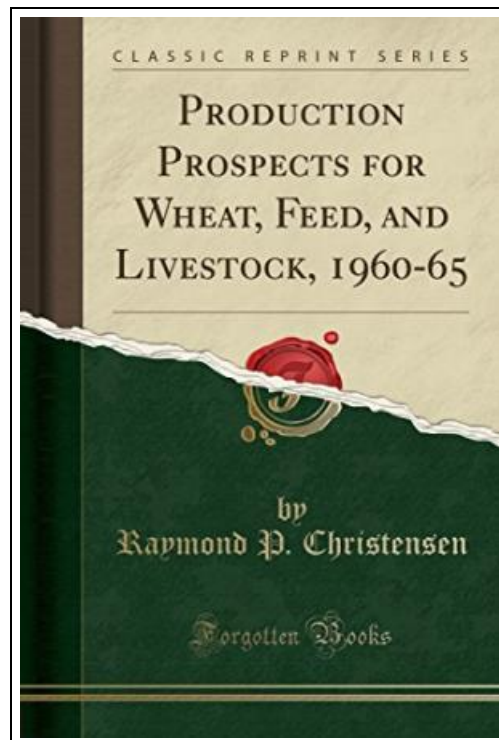 CLASSIC REPRINT SERIES
PRODUCTION
PROSPECTS FOR
WHEAT, FEED, AND
LIVESTOCK, 1960-65
by
Raymond P. Christensen
Forgotten Books